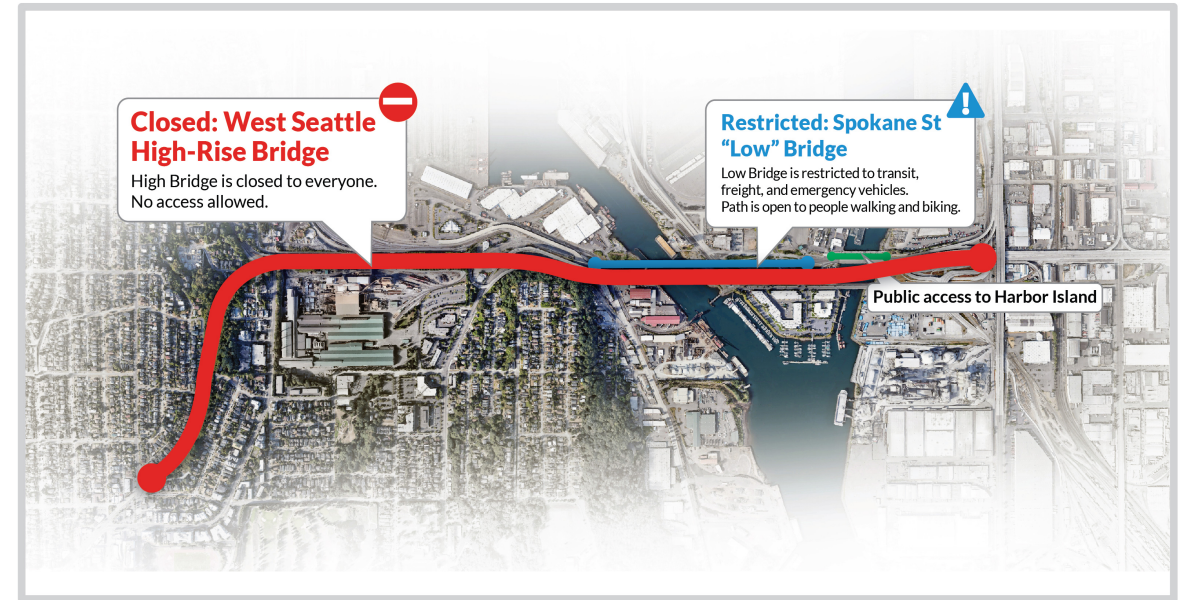 Closed: West Seattle
High-Rise Bridge
High Bridge is closed to everyone.
No access allowed.
Restricted: Spokane St
“Low” Bridge
Low Bridge is restricted to transit,
freight, and emergency vehicles.
Path is open to people walking and biking.
Public access to Harbor Island